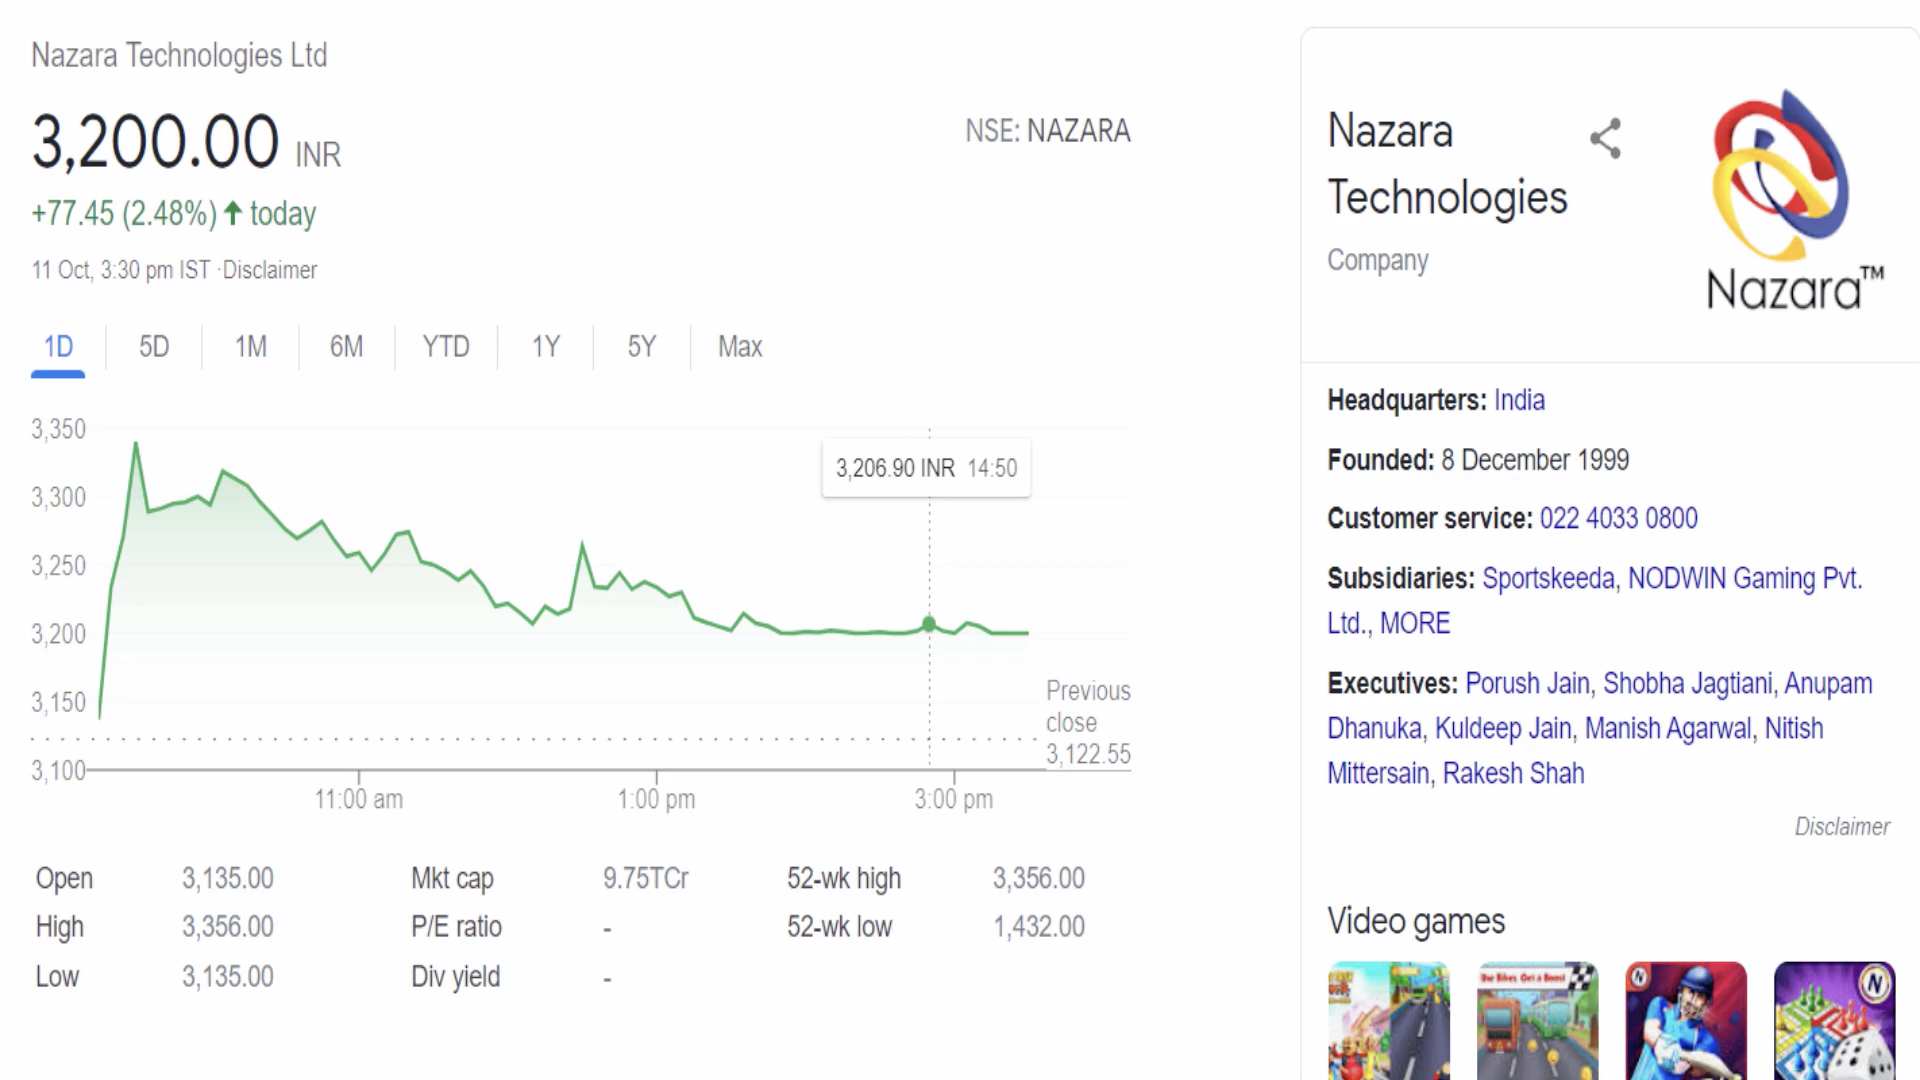 Nazara Technologies Ltd
3,200.00 INR
NSE: NAZARA
+77.45 (2.48%) ↑ today
11 Oct, 3:30 pm IST · Disclaimer
1D 5D 1M 6M YTD 1Y 5Y Max
3,350
3,300
3,250
3,200
3,150
3,100
3,206.90 INR 14:50
Previous
close
3,122.55
11:00 am 1:00 pm 3:00 pm
Open 3,135.00 Mkt cap 9.75TCr 52-wk high 3,356.00
High 3,356.00 P/E ratio - 52-wk low 1,432.00
Low 3,135.00 Div yield -
Nazara
Technologies
Company
Nazara™
Headquarters: India
Founded: 8 December 1999
Customer service: 022 4033 0800
Subsidiaries: Sportskeeda, NODWIN Gaming Pvt.
Ltd., MORE
Executives: Porush Jain, Shobha Jagtiani, Anupam
Dhanuka, Kuldeep Jain, Manish Agarwal, Nitish
Mittersain, Rakesh Shah
Disclaimer
Video games
Use Bikes Get a Boost
N
N